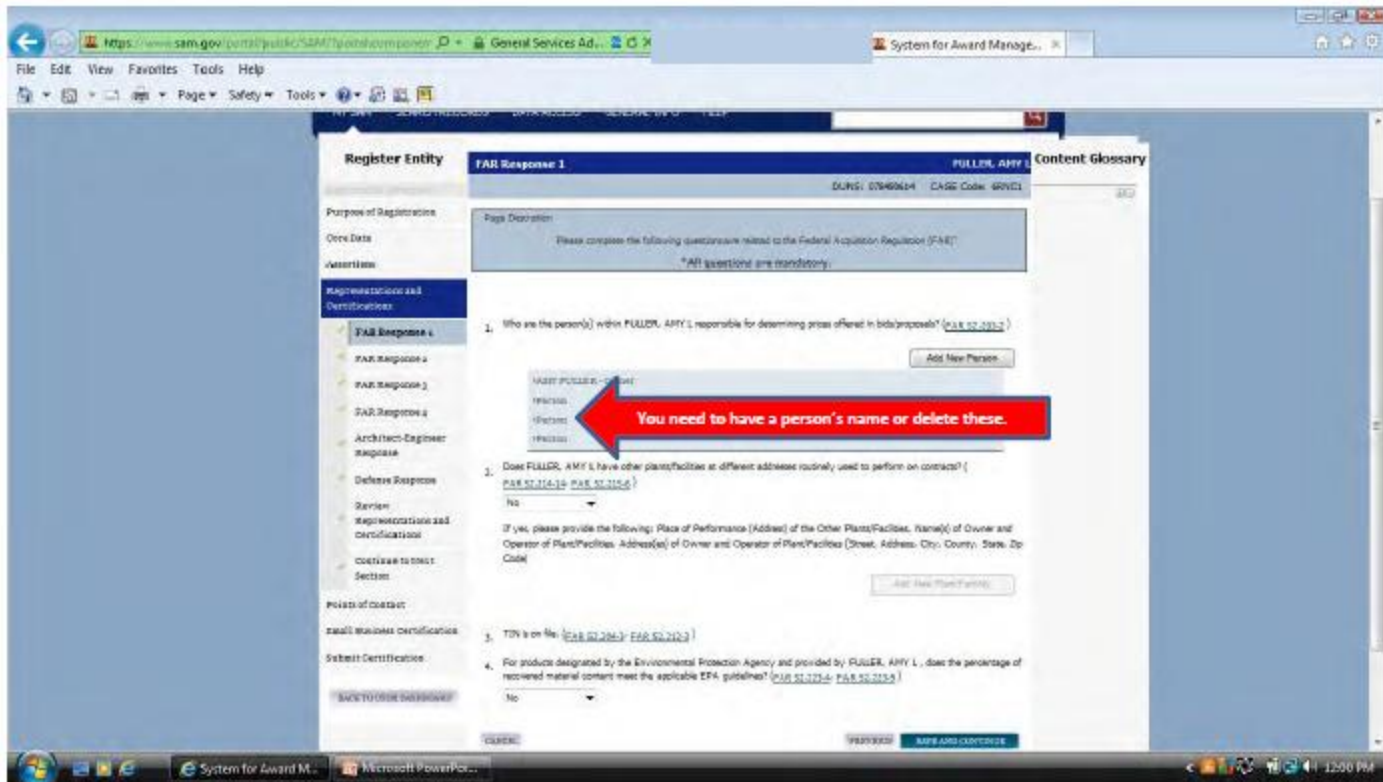 https://www.sam.gov/portal/public/SAM/?portal:componen
General Services Ad...
System for Award Manage...
File Edit View Favorites Tools Help
Page Safety Tools
Register Entity
FAR Response 1
FULLER, AMY L
Content Glossary
DUNS:
CAGE Code:
Purpose of Registration
Core Data
Assertions
Representations and Certifications
FAR Response 1
FAR Response 2
FAR Response 3
FAR Response 4
Architect-Engineer Response
Defense Response
Review Representations and Certifications
Continue to Next Section
Points of Contact
Small Business Certification
Submit Certification
BACK TO USER DASHBOARD
Page Description
Please complete the following questionnaire related to the Federal Acquisition Regulation (FAR)"
*All questions are mandatory.
1. Who are the person(s) within FULLER, AMY L responsible for determining prices offered in bids/proposals? (FAR 52.203-2 )
Add New Person
AMY FULLER -
Person
Person
Person
You need to have a person's name or delete these.
2. Does FULLER, AMY L have other plants/facilities at different addresses routinely used to perform on contracts? (
FAR 52.214-14, FAR 52.215-6 )
No
If yes, please provide the following: Place of Performance (Address) of the Other Plants/Facilities, Name(s) of Owner and
Operator of Plant/Facilities, Address(es) of Owner and Operator of Plant/Facilities (Street, Address, City, County, State, Zip
Code)
Add New Plant/Facility
3. TIN is on file. (FAR 52.204-3, FAR 52.212-3 )
4. For products designated by the Environmental Protection Agency and provided by FULLER, AMY L , does the percentage of
recovered material content meet the applicable EPA guidelines? (FAR 52.223-4, FAR 52.223-9 )
No
CANCEL
PREVIOUS
SAVE AND CONTINUE
System for Award M...
Microsoft PowerPoi...
12:00 PM